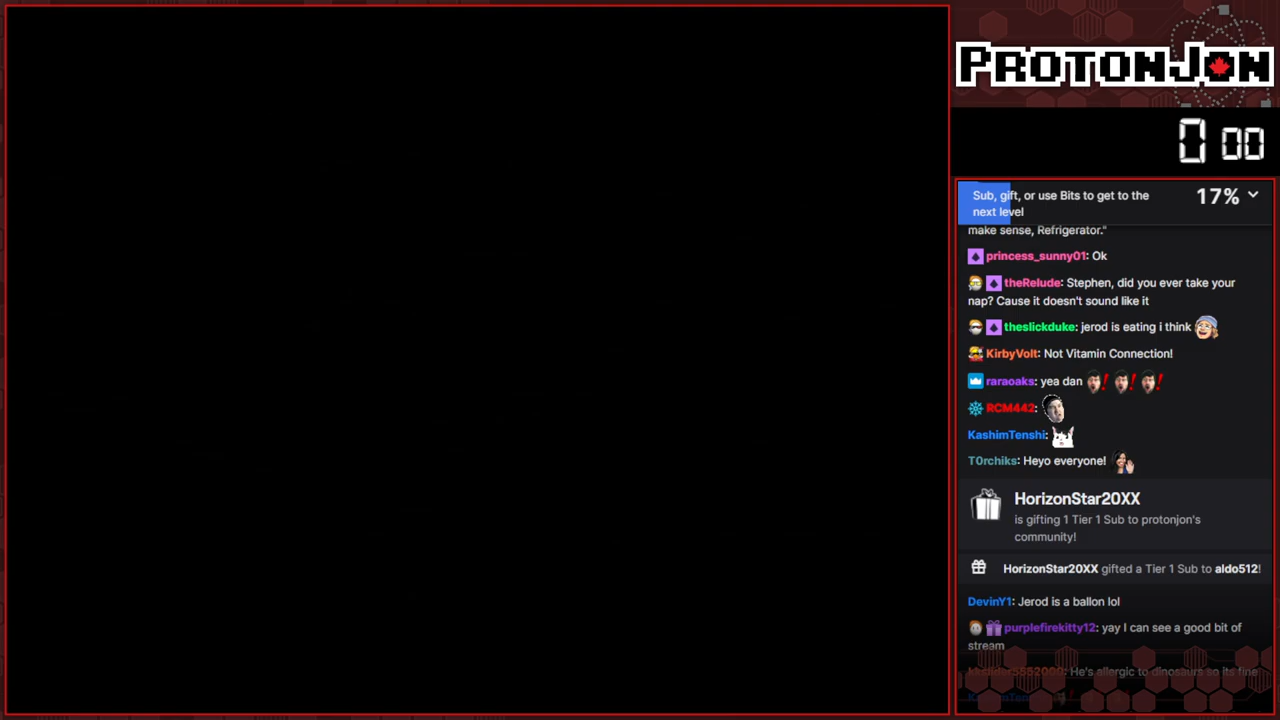 PROTONJON
0 00
Sub, gift, or use Bits to get to the
next level
17%
make sense, Refrigerator."
princess_sunny01: Ok
theRelude: Stephen, did you ever take your
nap? Cause it doesn't sound like it
theslickduke: jerod is eating i think
KirbyVolt: Not Vitamin Connection!
raraoaks: yea dan
RCM442:
KashimTenshi:
T0rchiks: Heyo everyone!
HorizonStar20XX
is gifting 1 Tier 1 Sub to protonjon's
community!
HorizonStar20XX gifted a Tier 1 Sub to aldo512!
DevinY1: Jerod is a ballon lol
purplefirekitty12: yay I can see a good bit of
stream
He's allergic to dinosaurs so its fine